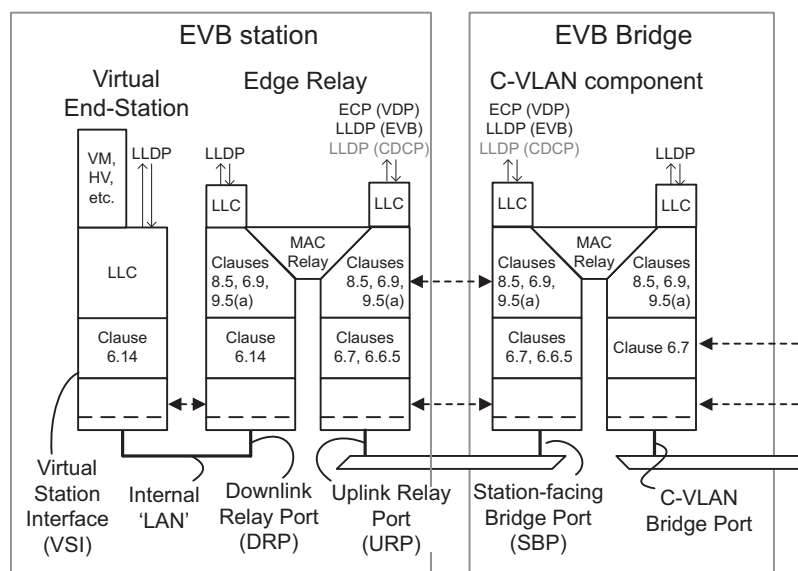 EVB station
EVB Bridge
Virtual
End-Station
Edge Relay
C-VLAN component
VM,
HV,
etc.
LLDP
LLC
Clause
6.14
LLDP
LLC
Clauses
8.5, 6.9,
9.5(a)
Clause
6.14
MAC
Relay
ECP (VDP)
LLDP (EVB)
LLDP (CDCP)
LLC
Clauses
8.5, 6.9,
9.5(a)
Clauses
6.7, 6.6.5
ECP (VDP)
LLDP (EVB)
LLDP (CDCP)
LLC
Clauses
8.5, 6.9,
9.5(a)
Clauses
6.7, 6.6.5
MAC
Relay
LLDP
LLC
Clauses
8.5, 6.9,
9.5(a)
Clause 6.7
Virtual
Station
Interface
(VSI)
Internal
‘LAN’
Downlink
Relay Port
(DRP)
Uplink Relay
Port
(URP)
Station-facing
Bridge Port
(SBP)
C-VLAN
Bridge Port